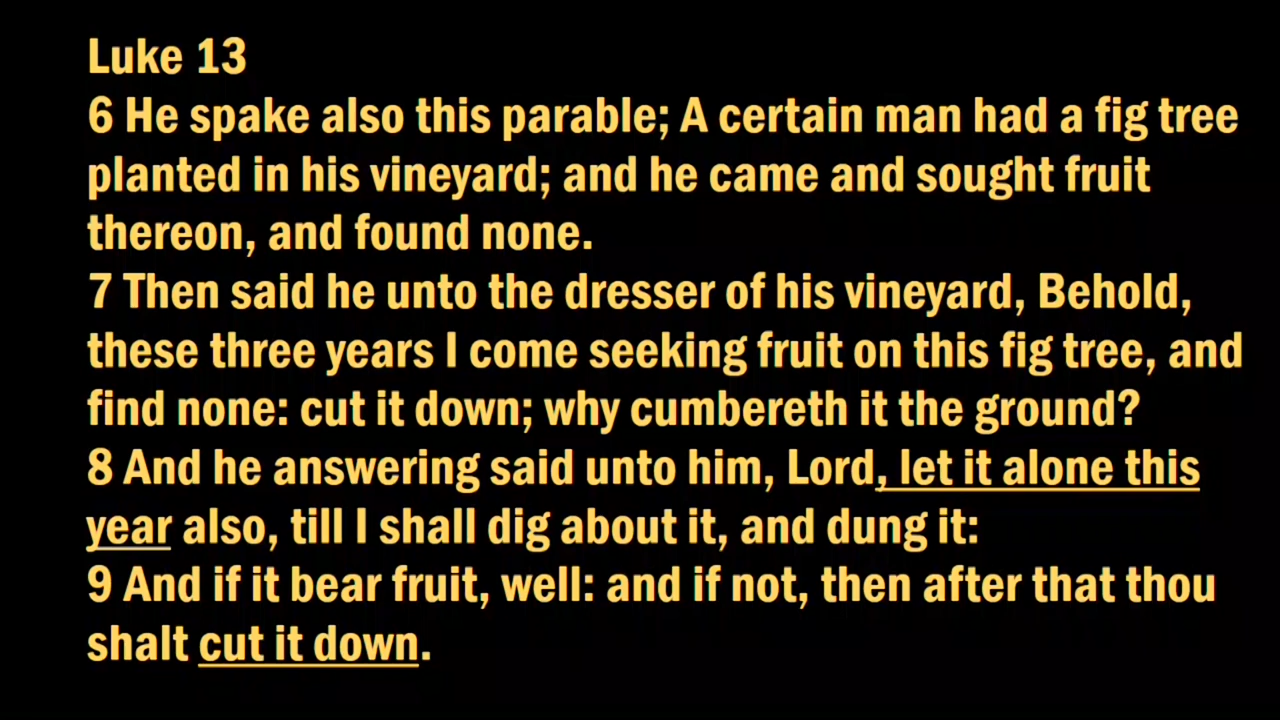 Luke 13
6 He spake also this parable; A certain man had a fig tree
planted in his vineyard; and he came and sought fruit
thereon, and found none.
7 Then said he unto the dresser of his vineyard, Behold,
these three years I come seeking fruit on this fig tree, and
find none: cut it down; why cumbereth it the ground?
8 And he answering said unto him, Lord, let it alone this
year also, till I shall dig about it, and dung it:
9 And if it bear fruit, well: and if not, then after that thou
shalt cut it down.